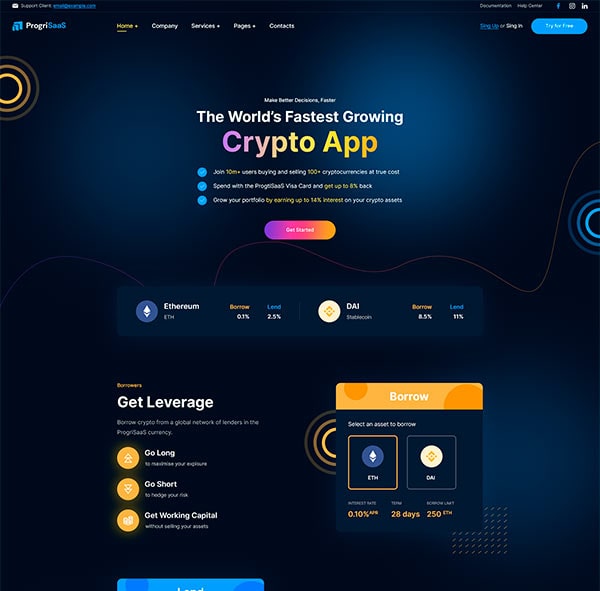 Support Client: email@example.com
Documentation Help Center
ProgriSaaS
Home + Company Services + Pages + Contacts
Sing Up or Sing In
Try for Free
Make Better Decisions, Faster
The World's Fastest Growing
Crypto App
Join 10m+ users buying and selling 100+ cryptocurrencies at true cost
Spend with the ProgtiSaaS Visa Card and get up to 8% back
Grow your portfolio by earning up to 14% interest on your crypto assets
Get Started
Ethereum Borrow Lend
ETH 0.1% 2.5%
DAI Borrow Lend
Stablecoin 8.5% 11%
Borrowers
Get Leverage
Borrow crypto from a global network of lenders in the
ProgriSaaS currency.
Go Long
to maximise your exploure
Go Short
to hedge your risk
Get Working Capital
without selling your assets
Borrow
Select an asset to borrow
ETH DAI
INTEREST RATE TERM BORROW LIMIT
0.10% APR 28 days 250 ETH
Lend